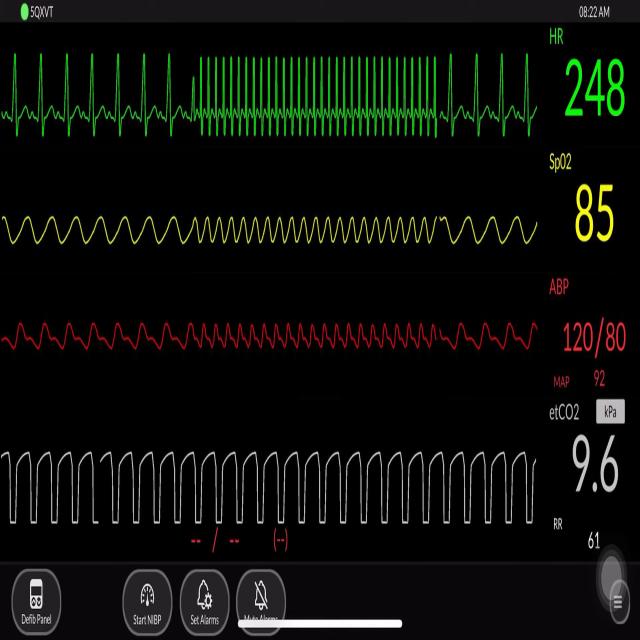 5QXVT
08:22 AM
HR
248
SpO2
85
ABP
120/80
MAP 92
etCO2 kPa
9.6
RR
61
-- / -- (--)
Defib Panel
Start NIBP
Set Alarms
Mute Alarms